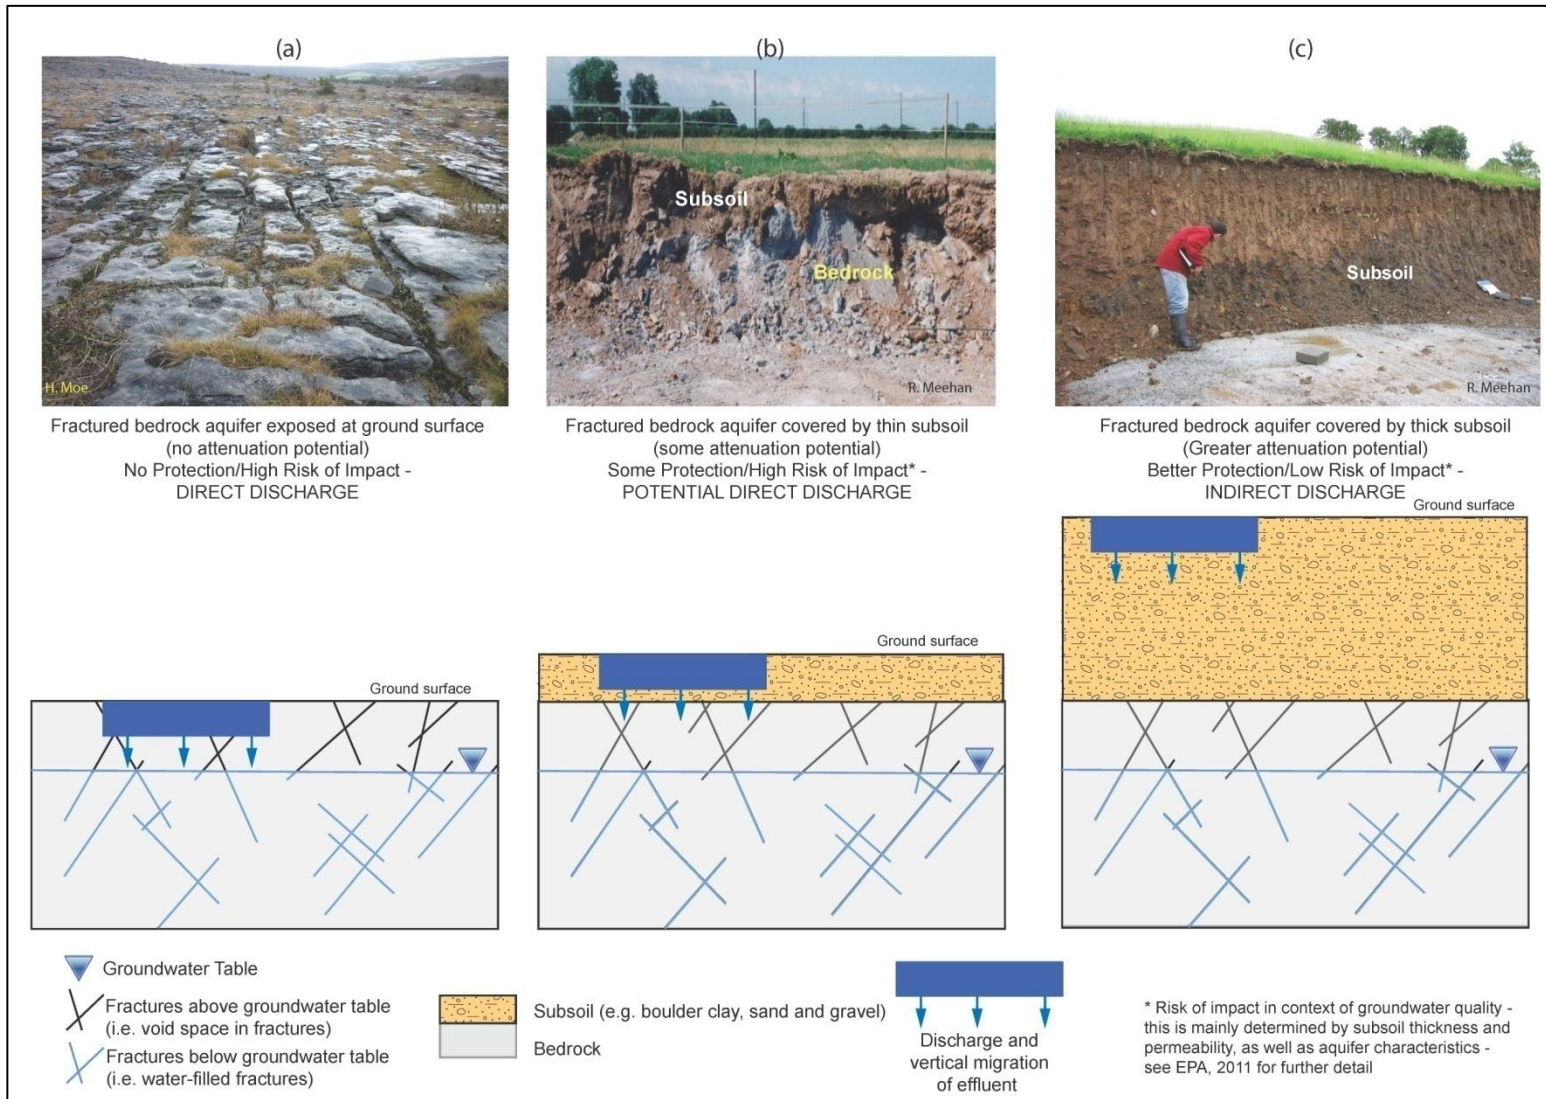 (a)
H. Moe
Fractured bedrock aquifer exposed at ground surface
(no attenuation potential)
No Protection/High Risk of Impact -
DIRECT DISCHARGE
Ground surface
(b)
Subsoil
Bedrock
R. Meehan
Fractured bedrock aquifer covered by thin subsoil
(some attenuation potential)
Some Protection/High Risk of Impact* -
POTENTIAL DIRECT DISCHARGE
Ground surface
(c)
Subsoil
R. Meehan
Fractured bedrock aquifer covered by thick subsoil
(Greater attenuation potential)
Better Protection/Low Risk of Impact* -
INDIRECT DISCHARGE
Ground surface
Groundwater Table
Fractures above groundwater table
(i.e. void space in fractures)
Fractures below groundwater table
(i.e. water-filled fractures)
Subsoil (e.g. boulder clay, sand and gravel)
Bedrock
Discharge and
vertical migration
of effluent
* Risk of impact in context of groundwater quality -
this is mainly determined by subsoil thickness and
permeability, as well as aquifer characteristics -
see EPA, 2011 for further detail